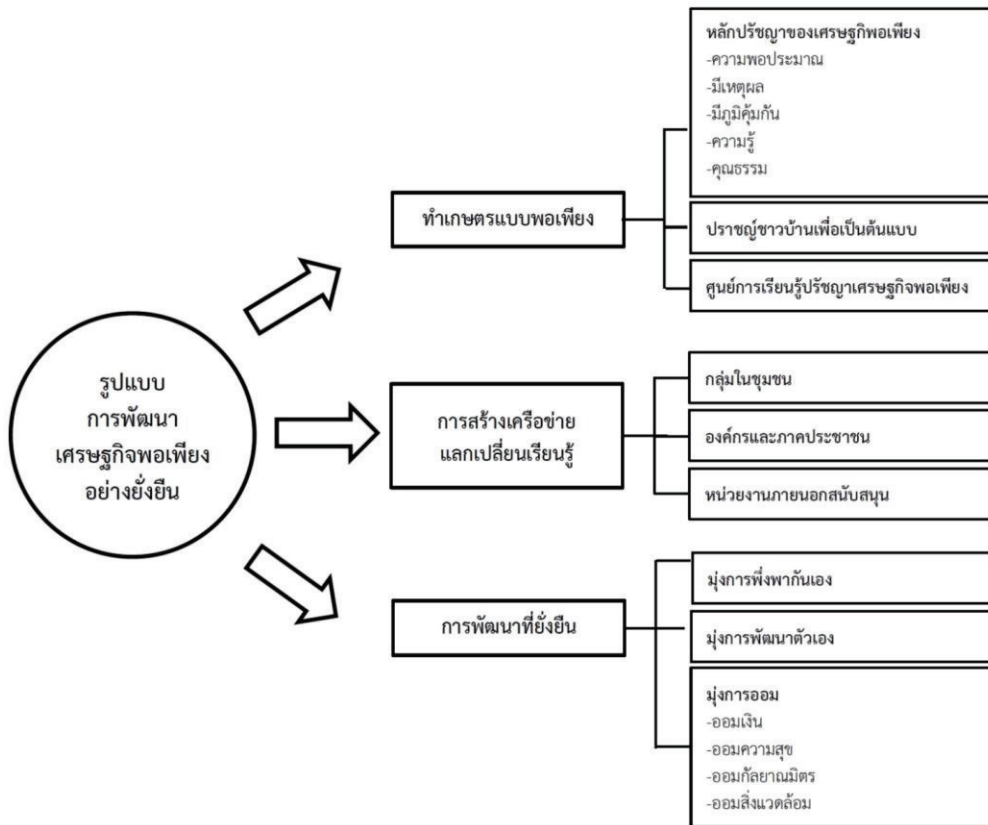 รูปแบบ
การพัฒนา
เศรษฐกิจพอเพียง
อย่างยั่งยืน
ทำเกษตรแบบพอเพียง
หลักปรัชญาของเศรษฐกิพอเพียง
-ความพอประมาณ
-มีเหตุผล
-มีภูมิคุ้มกัน
-ความรู้
-คุณธรรม
ปราชญ์ชาวบ้านเพื่อเป็นต้นแบบ
ศูนย์การเรียนรู้ปรัชญาเศรษฐกิจพอเพียง
การสร้างเครือข่าย
แลกเปลี่ยนเรียนรู้
กลุ่มในชุมชน
องค์กรและภาคประชาชน
หน่วยงานภายนอกสนับสนุน
การพัฒนาที่ยั่งยืน
มุ่งการพึ่งพากันเอง
มุ่งการพัฒนาตัวเอง
มุ่งการออม
-ออมเงิน
-ออมความสุข
-ออมกัลยาณมิตร
-ออมสิ่งแวดล้อม